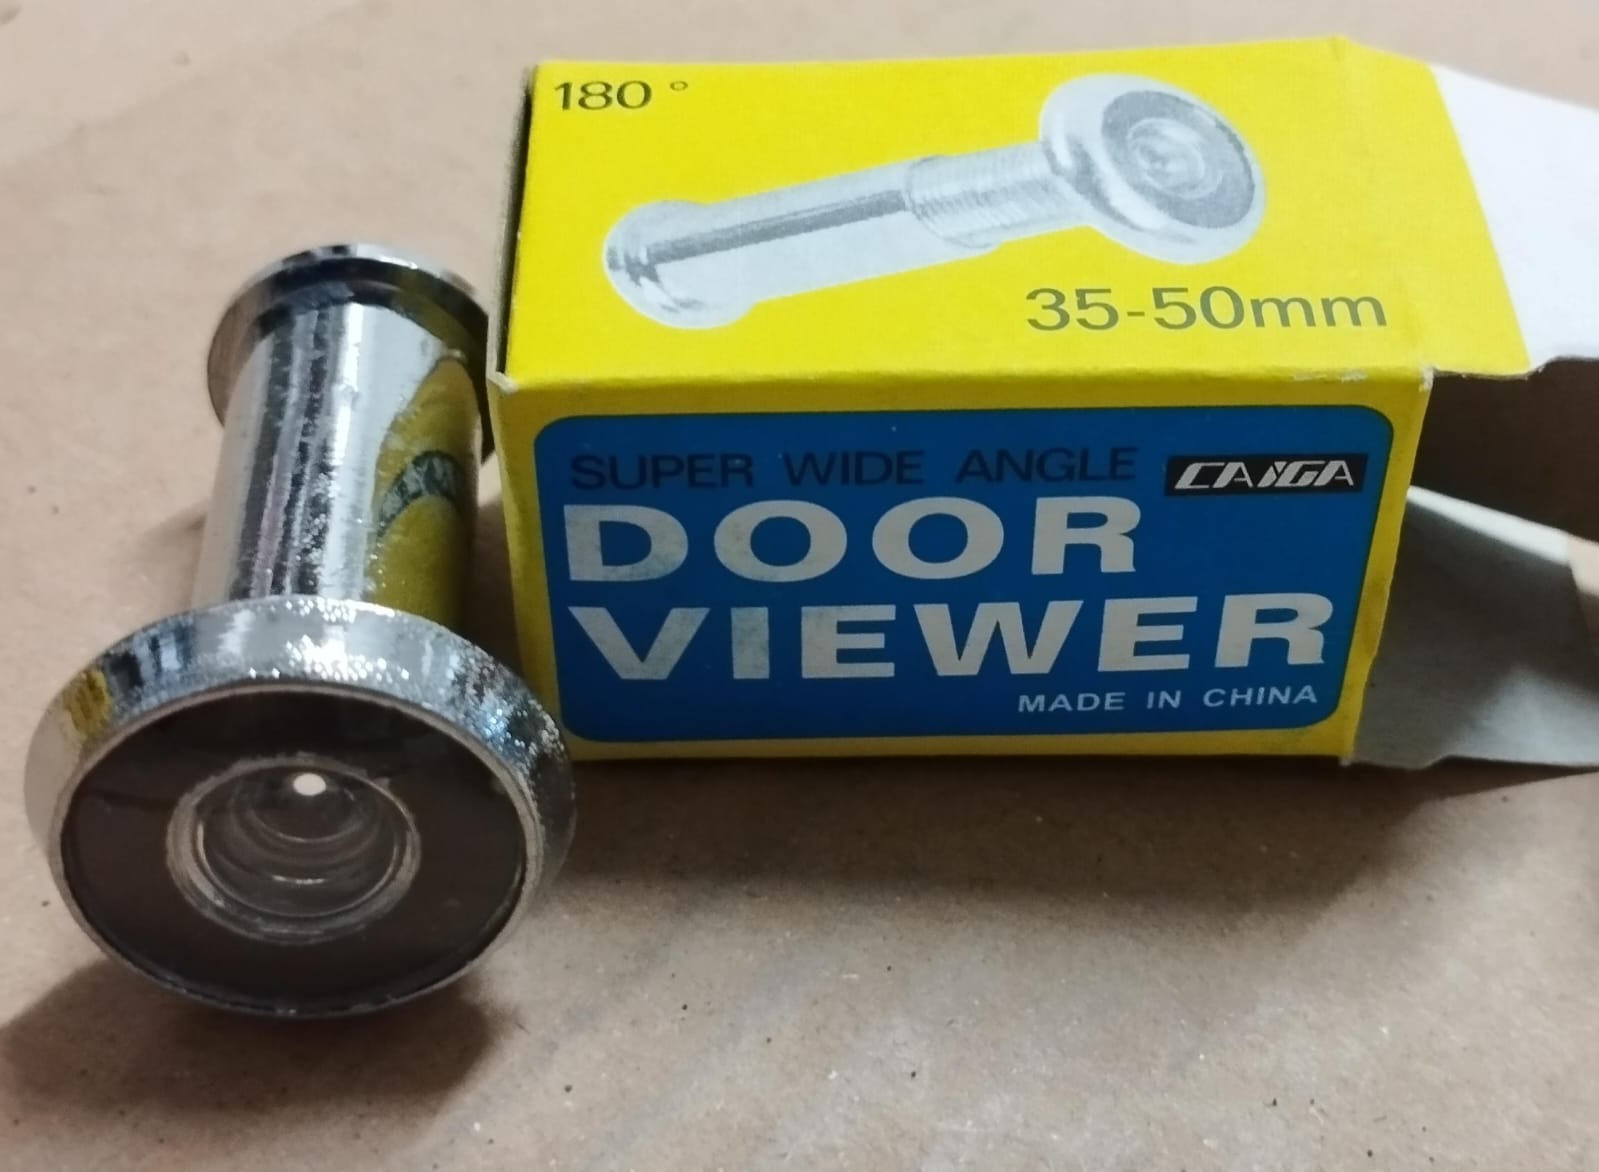 180°
35-50mm
SUPER WIDE ANGLE
CAIGA
DOOR
VIEWER
MADE IN CHINA